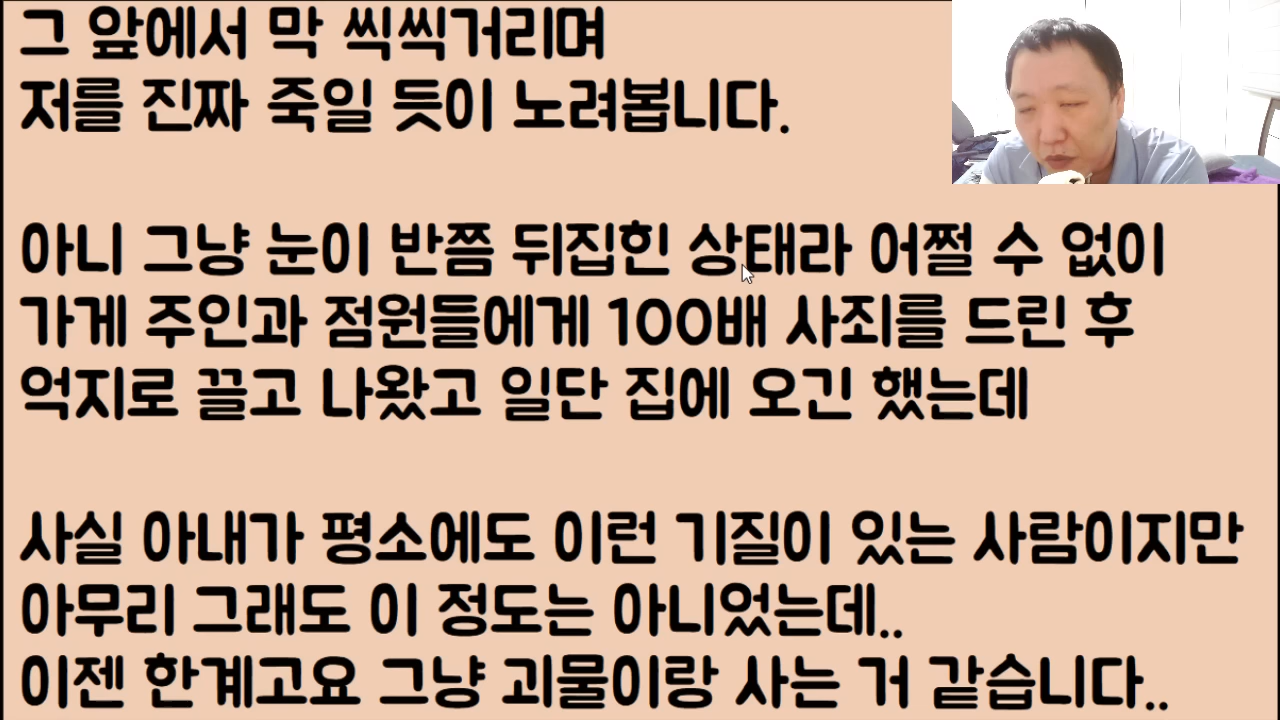 그 앞에서 막 씩씩거리며
저를 진짜 죽일 듯이 노려봅니다.
아니 그냥 눈이 반쯤 뒤집힌 상태라 어쩔 수 없이
가게 주인과 점원들에게 100배 사죄를 드린 후
억지로 끌고 나왔고 일단 집에 오긴 했는데
사실 아내가 평소에도 이런 기질이 있는 사람이지만
아무리 그래도 이 정도는 아니었는데..
이젠 한계고요 그냥 괴물이랑 사는 거 같습니다..